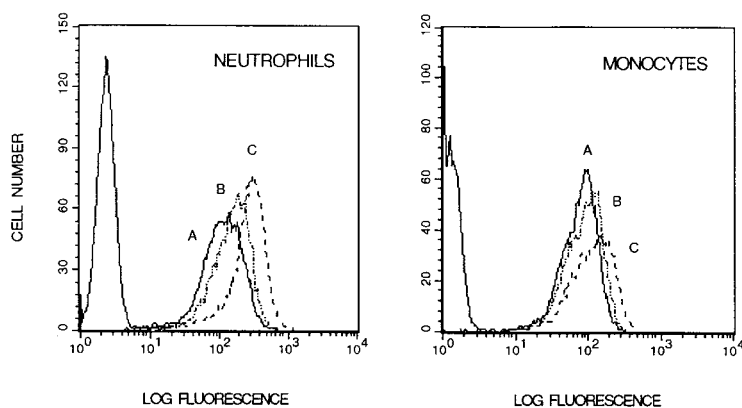 NEUTROPHILS
CELL NUMBER
150
120
90
60
30
0
A
B
C
10^0
10^1
10^2
10^3
10^4
LOG FLUORESCENCE
MONOCYTES
120
100
80
60
40
20
0
A
B
C
10^0
10^1
10^2
10^3
10^4
LOG FLUORESCENCE